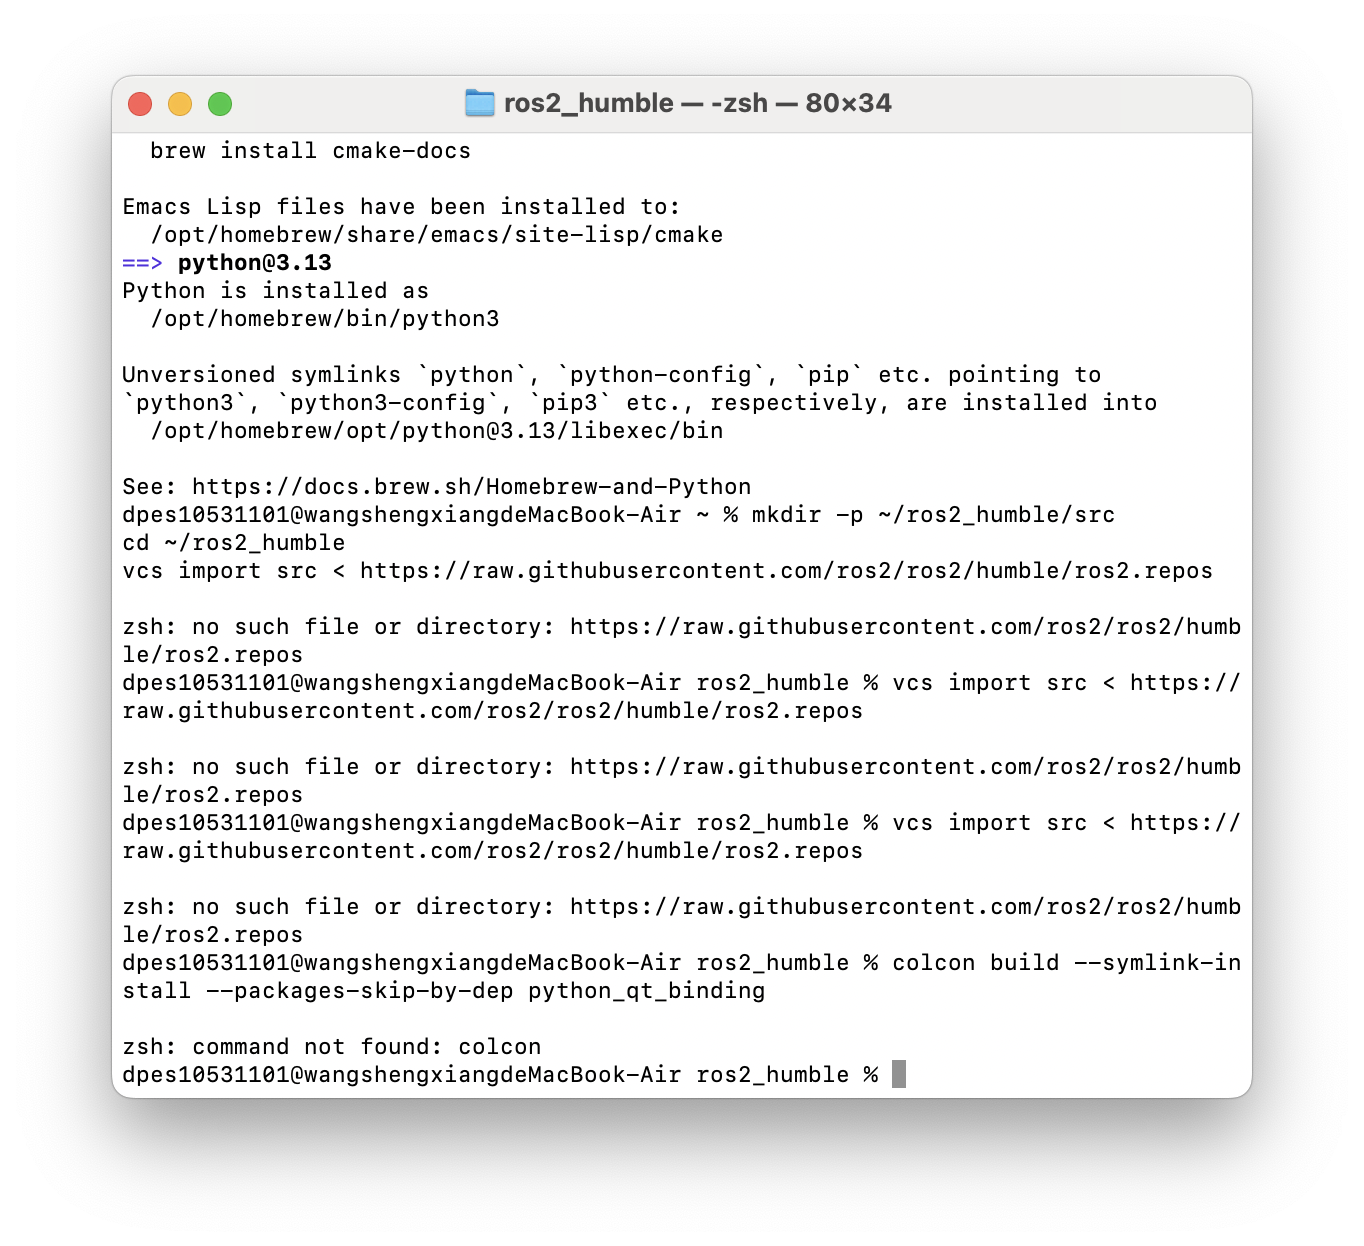 ros2_humble — -zsh — 80×34
brew install cmake-docs
Emacs Lisp files have been installed to:
/opt/homebrew/share/emacs/site-lisp/cmake
==> python@3.13
Python is installed as
/opt/homebrew/bin/python3
Unversioned symlinks `python`, `python-config`, `pip` etc. pointing to
`python3`, `python3-config`, `pip3` etc., respectively, are installed into
/opt/homebrew/opt/python@3.13/libexec/bin
See: https://docs.brew.sh/Homebrew-and-Python
dpes10531101@wangshengxiangdeMacBook-Air ~ % mkdir -p ~/ros2_humble/src
cd ~/ros2_humble
vcs import src < https://raw.githubusercontent.com/ros2/ros2/humble/ros2.repos
zsh: no such file or directory: https://raw.githubusercontent.com/ros2/ros2/humb
le/ros2.repos
dpes10531101@wangshengxiangdeMacBook-Air ros2_humble % vcs import src < https://
raw.githubusercontent.com/ros2/ros2/humble/ros2.repos
zsh: no such file or directory: https://raw.githubusercontent.com/ros2/ros2/humb
le/ros2.repos
dpes10531101@wangshengxiangdeMacBook-Air ros2_humble % vcs import src < https://
raw.githubusercontent.com/ros2/ros2/humble/ros2.repos
zsh: no such file or directory: https://raw.githubusercontent.com/ros2/ros2/humb
le/ros2.repos
dpes10531101@wangshengxiangdeMacBook-Air ros2_humble % colcon build --symlink-in
stall --packages-skip-by-dep python_qt_binding
zsh: command not found: colcon
dpes10531101@wangshengxiangdeMacBook-Air ros2_humble %